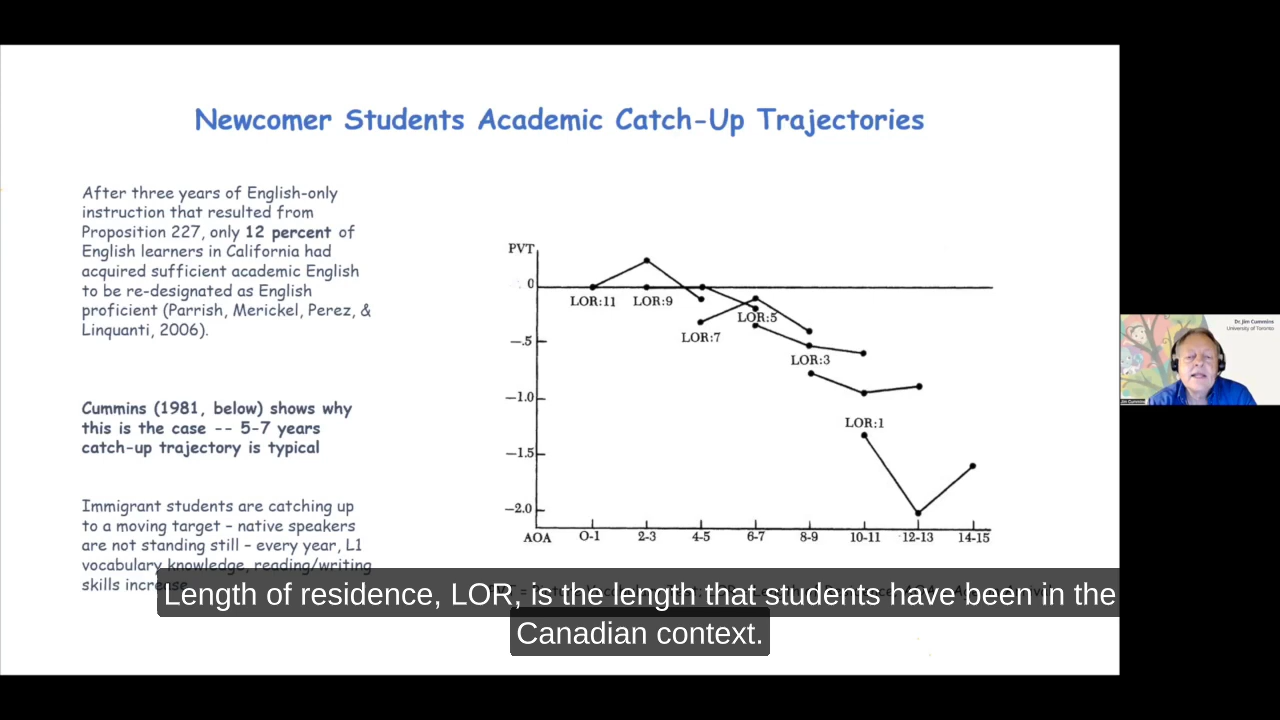 Newcomer Students Academic Catch-Up Trajectories
After three years of English-only
instruction that resulted from
Proposition 227, only 12 percent of
English learners in California had
acquired sufficient academic English
to be re-designated as English
proficient (Parrish, Merickel, Perez, &
Linquanti, 2006).
Cummins (1981, below) shows why
this is the case -- 5-7 years
catch-up trajectory is typical
Immigrant students are catching up
to a moving target – native speakers
are not standing still – every year, L1
vocabulary knowledge, reading/writing
skills increase
PVT
0
LOR:11
LOR:9
LOR:5
LOR:7
—.5
LOR:3
—1.0
LOR:1
—1.5
—2.0
AOA 0-1 2-3 4-5 6-7 8-9 10-11 12-13 14-15
Dr. Jim Cummins
University of Toronto
Jim Cummins
Length of residence, LOR, is the length that students have been in the
Canadian context.